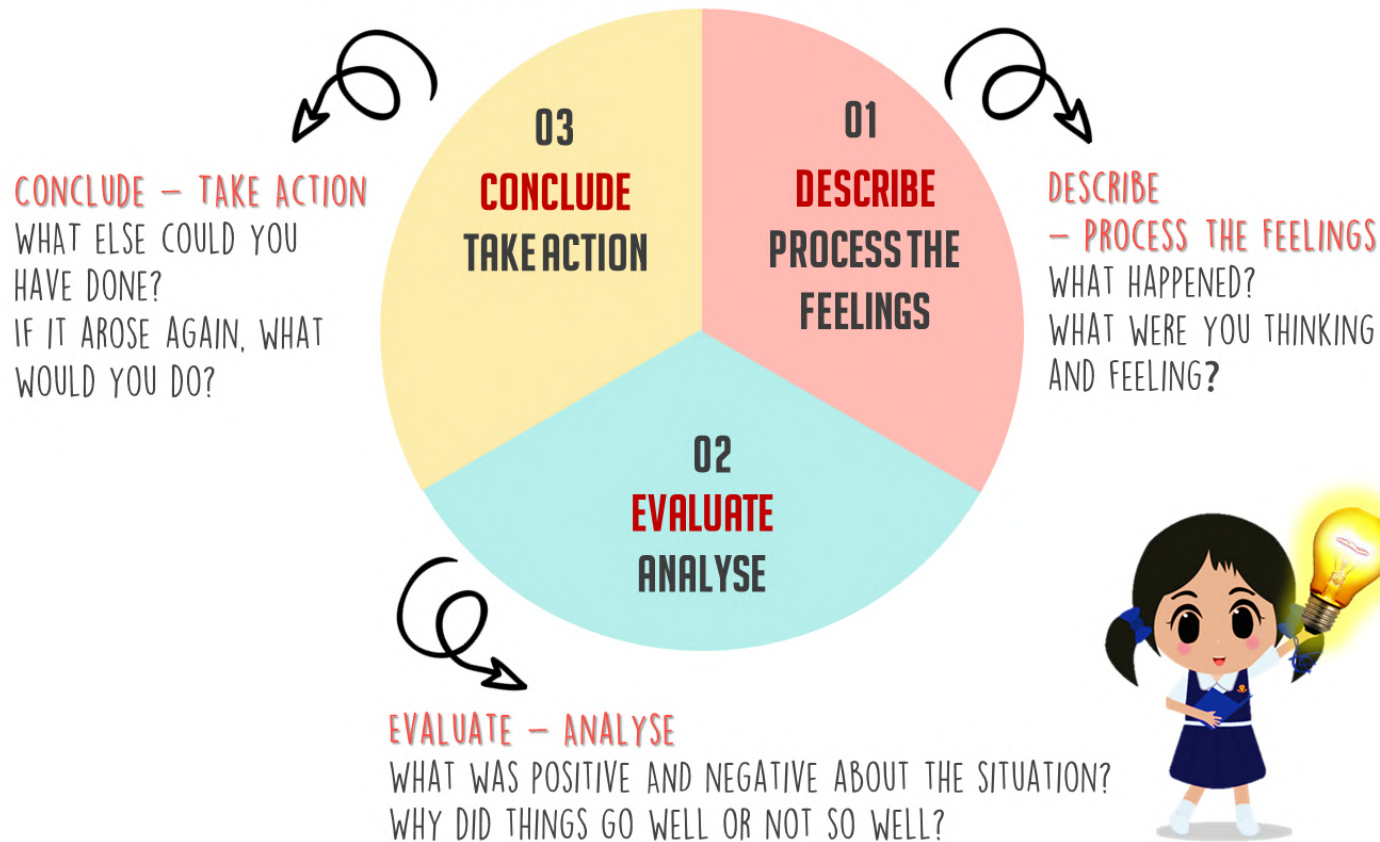 03
CONCLUDE
TAKE ACTION
01
DESCRIBE
PROCESS THE
FEELINGS
02
EVALUATE
ANALYSE
CONCLUDE – TAKE ACTION
WHAT ELSE COULD YOU
HAVE DONE?
IF IT AROSE AGAIN, WHAT
WOULD YOU DO?
DESCRIBE
– PROCESS THE FEELINGS
WHAT HAPPENED?
WHAT WERE YOU THINKING
AND FEELING?
EVALUATE – ANALYSE
WHAT WAS POSITIVE AND NEGATIVE ABOUT THE SITUATION?
WHY DID THINGS GO WELL OR NOT SO WELL?